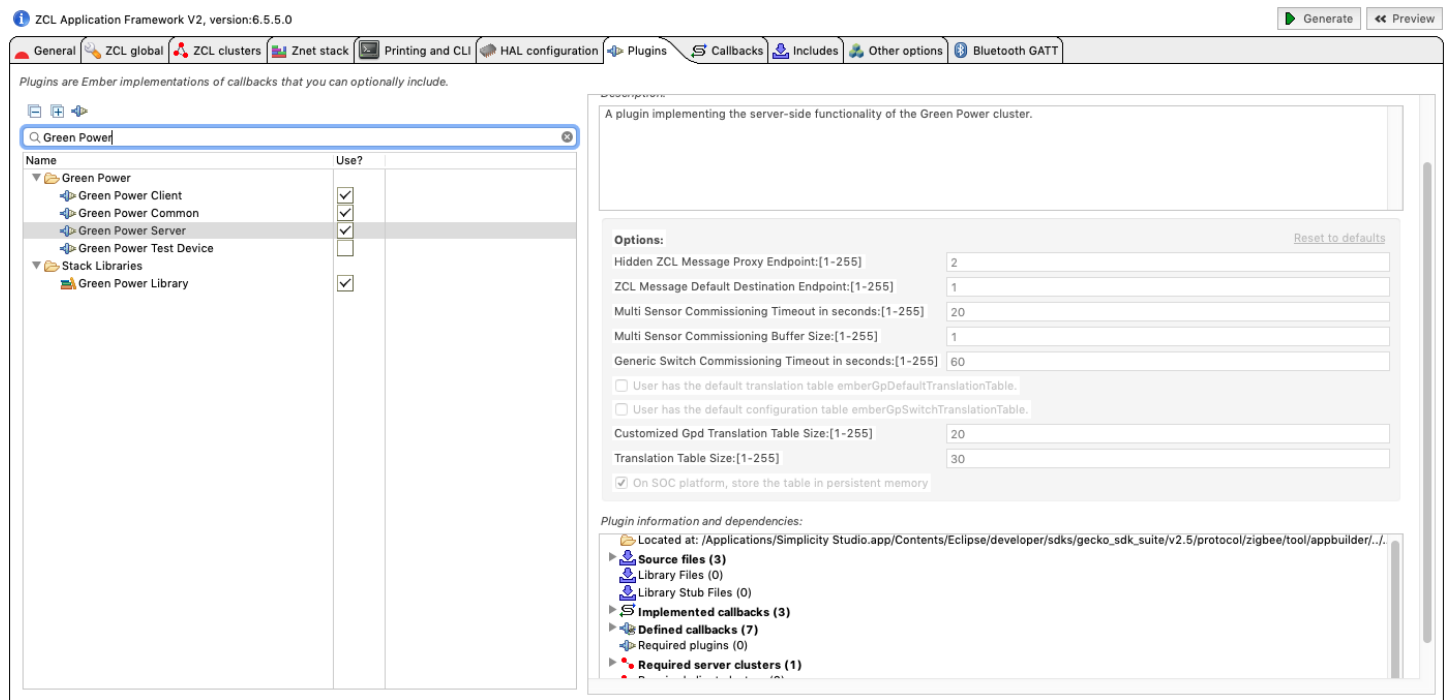 ZCL Application Framework V2, version:6.5.5.0
Generate
Preview
General
ZCL global
ZCL clusters
Znet stack
Printing and CLI
HAL configuration
Plugins
Callbacks
Includes
Other options
Bluetooth GATT
Plugins are Ember implementations of callbacks that you can optionally include.
Green Power
Name Use?
Green Power
Green Power Client
Green Power Common
Green Power Server
Green Power Test Device
Stack Libraries
Green Power Library
Description:
A plugin implementing the server-side functionality of the Green Power cluster.
Options:
Reset to defaults
Hidden ZCL Message Proxy Endpoint:[1-255] 2
ZCL Message Default Destination Endpoint:[1-255] 1
Multi Sensor Commissioning Timeout in seconds:[1-255] 20
Multi Sensor Commissioning Buffer Size:[1-255] 1
Generic Switch Commissioning Timeout in seconds:[1-255] 60
User has the default translation table emberGpDefaultTranslationTable.
User has the default configuration table emberGpSwitchTranslationTable.
Customized Gpd Translation Table Size:[1-255] 20
Translation Table Size:[1-255] 30
On SOC platform, store the table in persistent memory
Plugin information and dependencies:
Located at: /Applications/Simplicity Studio.app/Contents/Eclipse/developer/sdks/gecko_sdk_suite/v2.5/protocol/zigbee/tool/appbuilder/../..
Source files (3)
Library Files (0)
Library Stub Files (0)
Implemented callbacks (3)
Defined callbacks (7)
Required plugins (0)
Required server clusters (1)